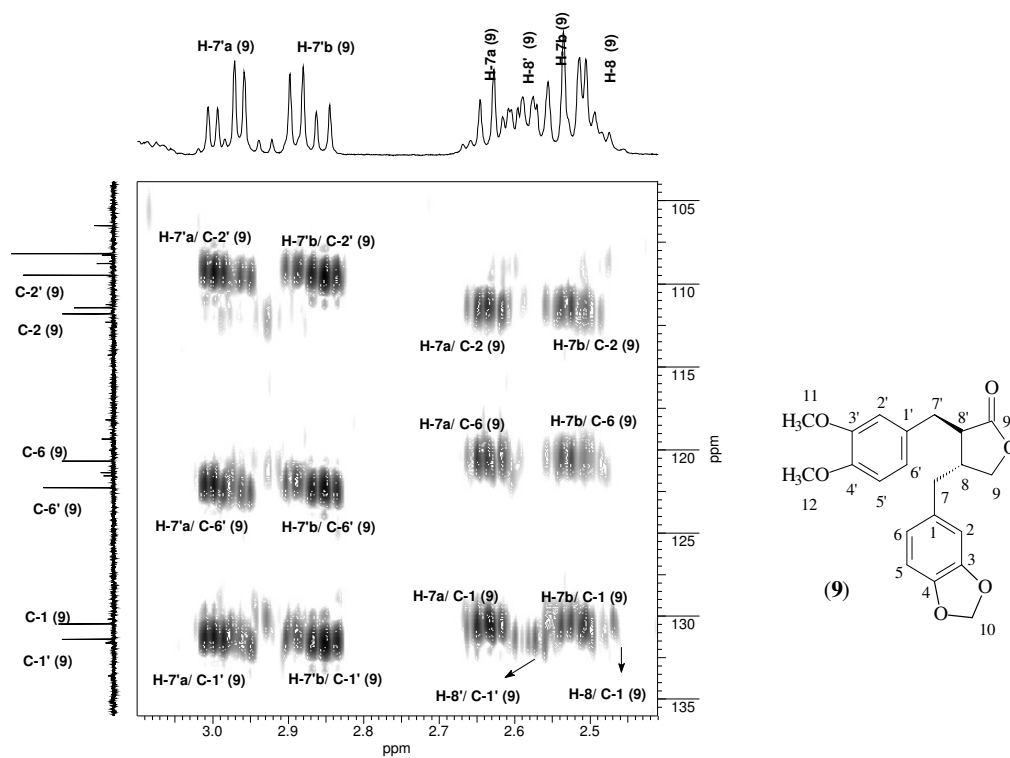 H-7'a (9) H-7'b (9) H-7a (9) H-8' (9) H-7b (9) H-8 (9)
C-2' (9)
C-2 (9)
C-6 (9)
C-6' (9)
C-1 (9)
C-1' (9)
H-7'a/ C-2' (9) H-7'b/ C-2' (9)
H-7a/ C-2 (9) H-7b/ C-2 (9)
H-7a/ C-6 (9) H-7b/ C-6 (9)
H-7'a/ C-6' (9) H-7'b/ C-6' (9)
H-7a/ C-1 (9) H-7b/ C-1 (9)
H-7'a/ C-1' (9) H-7'b/ C-1' (9)
H-8'/ C-1' (9) H-8/ C-1 (9)
105
110
115
120
125
130
135
ppm
3.0 2.9 2.8 2.7 2.6 2.5
ppm
11
H₃CO
3'
2'
1'
7'
8'
O
9'
O
H₃CO
12
4'
5'
6'
8
9
7
6
1
2
5
4
3
O
O
10
(9)